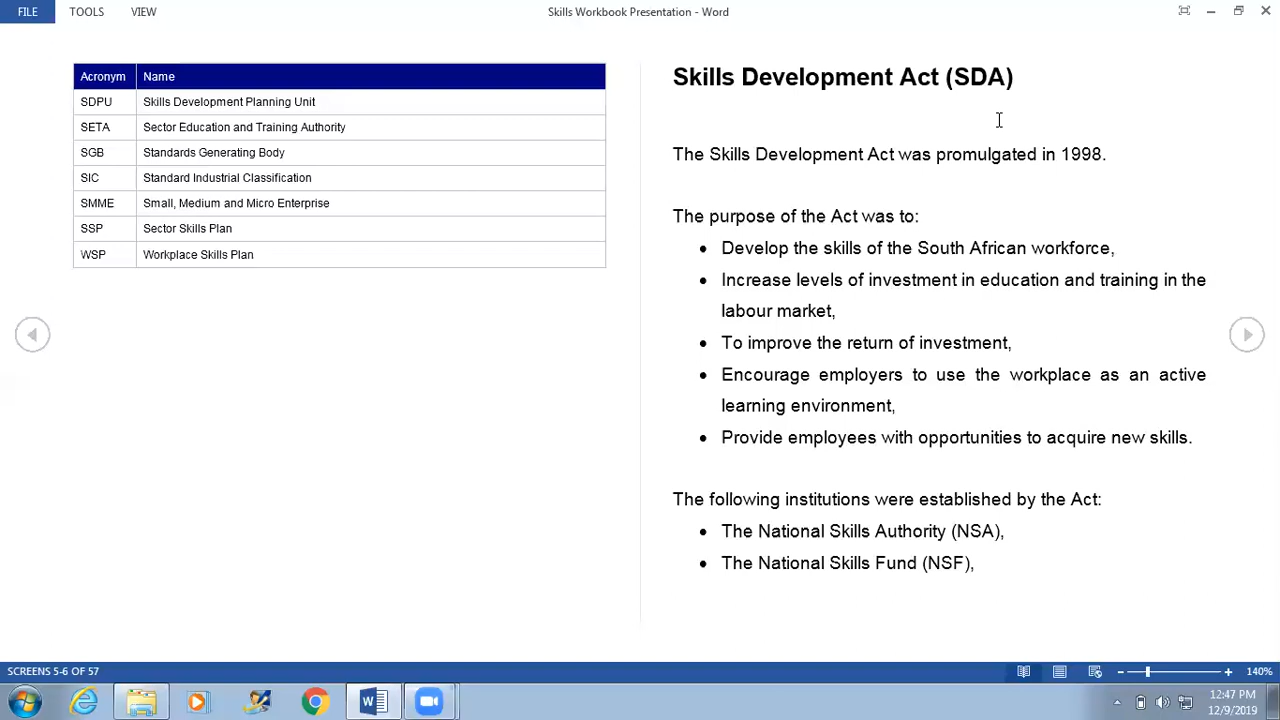 FILE TOOLS VIEW Skills Workbook Presentation - Word
Acronym Name
SDPU Skills Development Planning Unit
SETA Sector Education and Training Authority
SGB Standards Generating Body
SIC Standard Industrial Classification
SMME Small, Medium and Micro Enterprise
SSP Sector Skills Plan
WSP Workplace Skills Plan
Skills Development Act (SDA)
The Skills Development Act was promulgated in 1998.
The purpose of the Act was to:
• Develop the skills of the South African workforce,
• Increase levels of investment in education and training in the
labour market,
• To improve the return of investment,
• Encourage employers to use the workplace as an active
learning environment,
• Provide employees with opportunities to acquire new skills.
The following institutions were established by the Act:
• The National Skills Authority (NSA),
• The National Skills Fund (NSF),
SCREENS 5-6 OF 57 140%
12:47 PM
12/9/2019